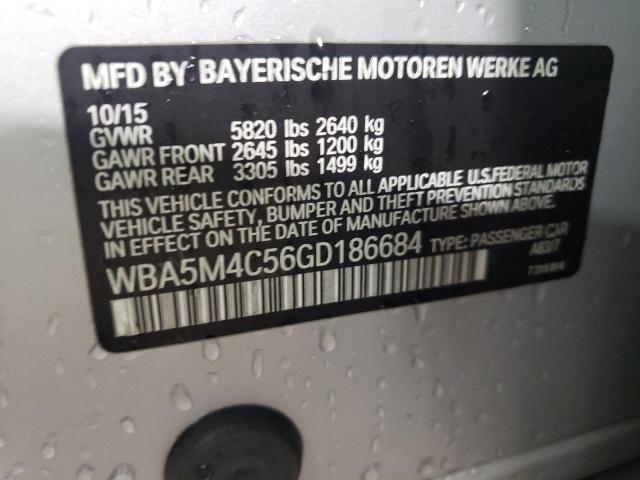 MFD BY BAYERISCHE MOTOREN WERKE AG
10/15
GVWR 5820 lbs 2640 kg
GAWR FRONT 2645 lbs 1200 kg
GAWR REAR 3305 lbs 1499 kg
THIS VEHICLE CONFORMS TO ALL APPLICABLE U.S.FEDERAL MOTOR
VEHICLE SAFETY, BUMPER AND THEFT PREVENTION STANDARDS
IN EFFECT ON THE DATE OF MANUFACTURE SHOWN ABOVE.
WBA5M4C56GD186684 TYPE: PASSENGER CAR
A83/7